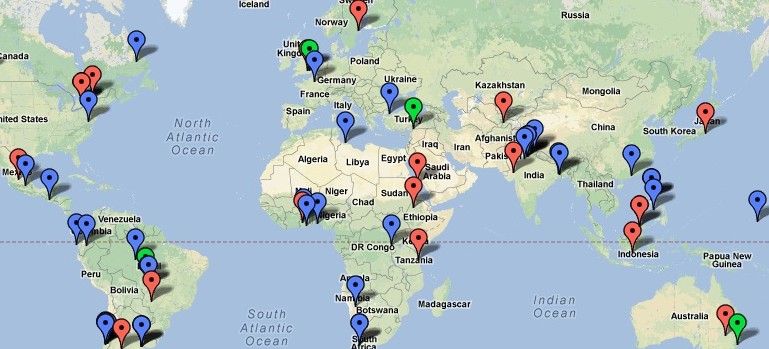 Iceland
Sweden
Norway
Russia
Canada
United
Kingdom
Poland
Germany
Ukraine
Kazakhstan
Mongolia
France
nited States
Italy
Spain
Turkey
China
Japan
South Korea
North
Atlantic
Ocean
Iraq
Iran
Afghanistan
Pakistan
Algeria
Libya
Egypt
Saudi
Arabia
India
Mexico
Mali
Niger
Chad
Sudan
Thailand
Nigeria
Ethiopia
Venezuela
DR Congo
Tanzania
Indonesia
Papua New
Guinea
Peru
Bolivia
Angola
Namibia
Botswana
Madagascar
South
Atlantic
Ocean
Indian
Ocean
Australia
South
Africa